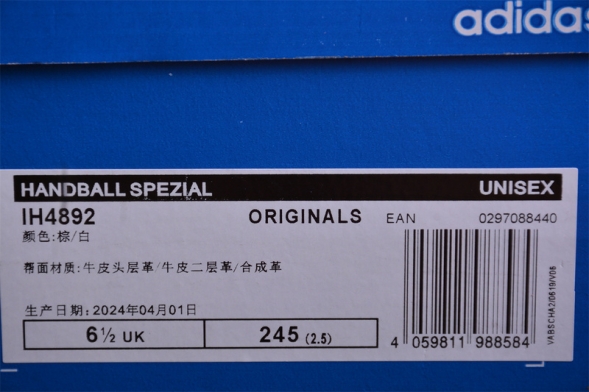 adidas
HANDBALL SPEZIAL UNISEX
IH4892 ORIGINALS EAN 0297088440
颜色:棕/白
帮面材质:牛皮头层革/牛皮二层革/合成革
生产日期:2024年04月01日
6½ UK 245 (2.5)
4 059811 988584
VABSCHA2/0619/V08